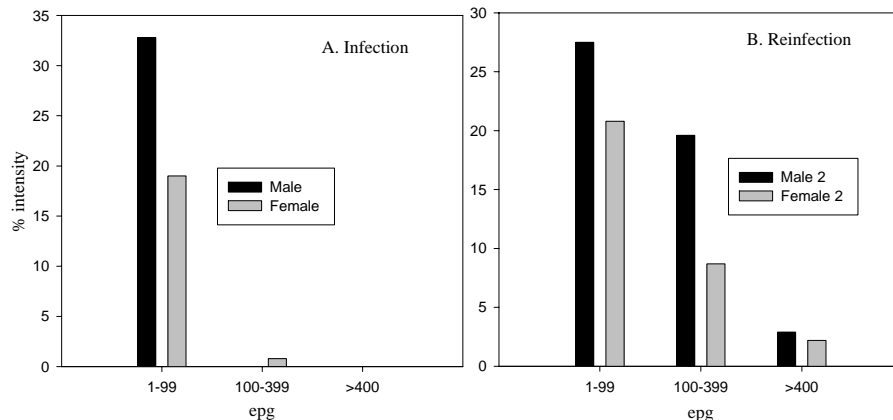 A. Infection
% intensity
35
30
25
20
15
10
5
0
Male
Female
1-99 100-399 >400
epg
B. Reinfection
30
25
20
15
10
5
0
Male 2
Female 2
1-99 100-399 >400
epg